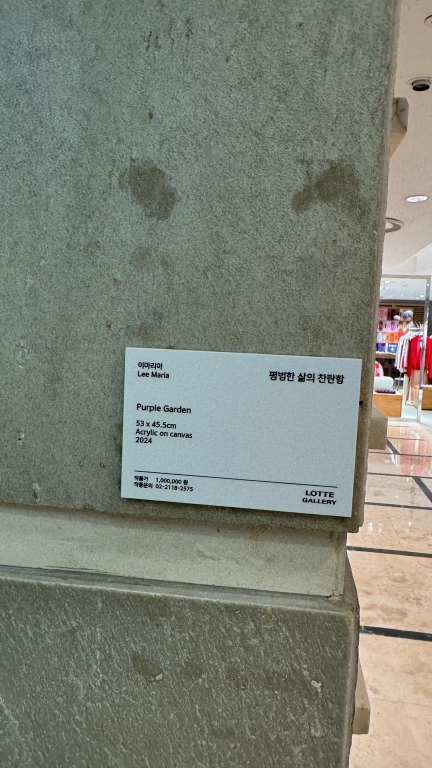 이마리아
Lee Maria
평범한 삶의 찬란함
Purple Garden
53 x 45.5cm
Acrylic on canvas
2024
작품가 1,000,000 원
작품문의 02-2118-2575
LOTTE
GALLERY